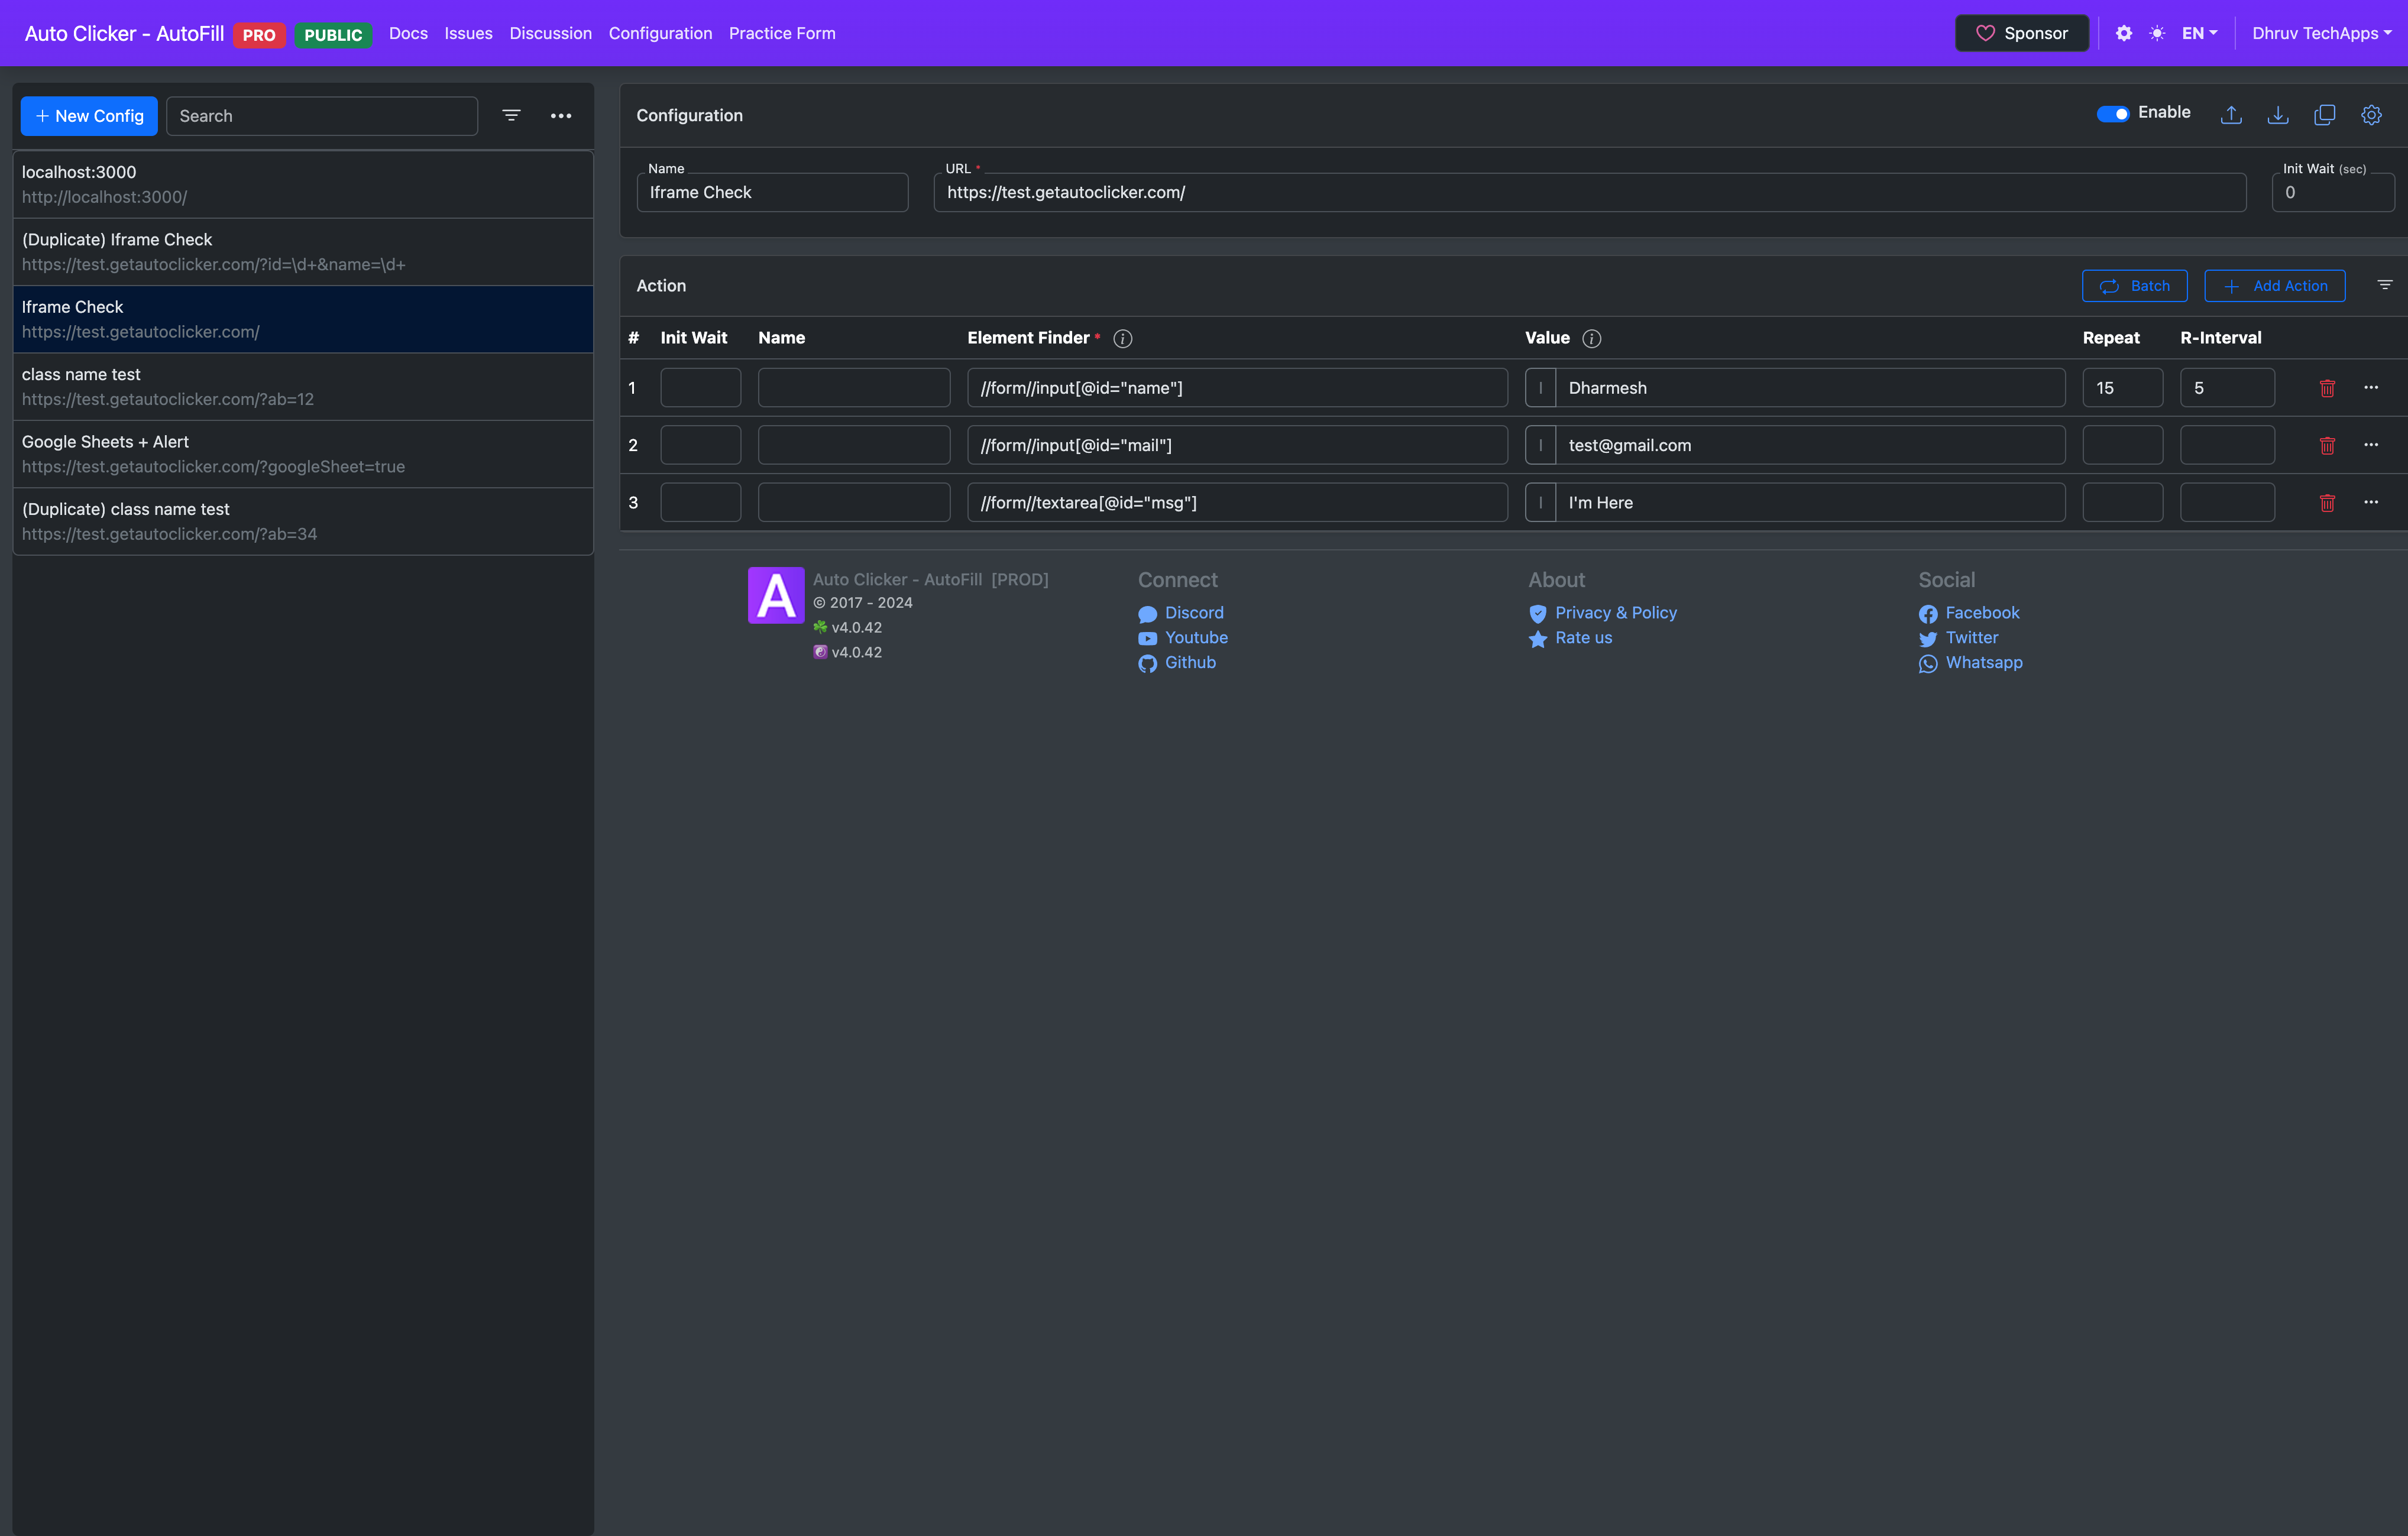 Auto Clicker - AutoFill PRO PUBLIC Docs Issues Discussion Configuration Practice Form Sponsor EN Dhruv TechApps
+ New Config Search
localhost:3000
http://localhost:3000/
(Duplicate) Iframe Check
https://test.getautoclicker.com/?id=\d+&name=\d+
Iframe Check
https://test.getautoclicker.com/
class name test
https://test.getautoclicker.com/?ab=12
Google Sheets + Alert
https://test.getautoclicker.com/?googleSheet=true
(Duplicate) class name test
https://test.getautoclicker.com/?ab=34
Configuration Enable
Name URL * Init Wait (sec)
Iframe Check https://test.getautoclicker.com/ 0
Action Batch + Add Action
# Init Wait Name Element Finder * Value Repeat R-Interval
1 //form//input[@id="name"] Dharmesh 15 5
2 //form//input[@id="mail"] test@gmail.com
3 //form//textarea[@id="msg"] I'm Here
A
Auto Clicker - AutoFill [PROD]
© 2017 - 2024
☘️ v4.0.42
v4.0.42
Connect
Discord
Youtube
Github
About
Privacy & Policy
Rate us
Social
Facebook
Twitter
Whatsapp